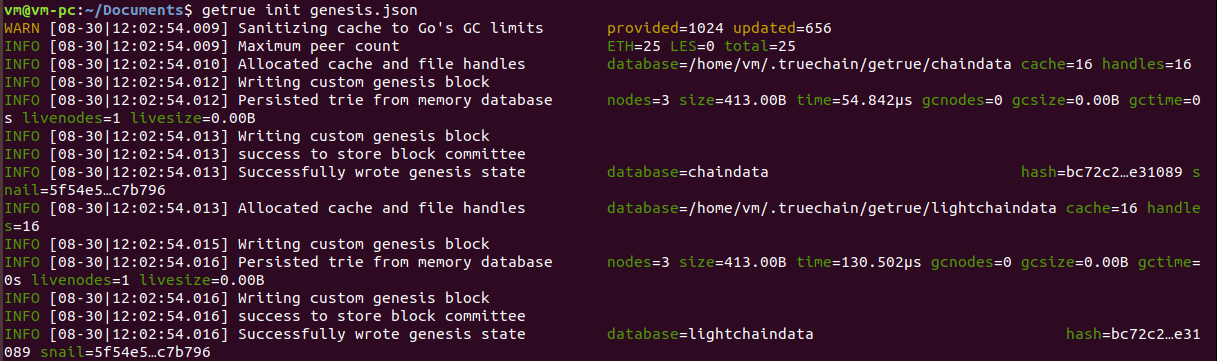 vm@vm-pc:~/Documents$ getrue init genesis.json
WARN [08-30|12:02:54.009] Sanitizing cache to Go's GC limits provided=1024 updated=656
INFO [08-30|12:02:54.009] Maximum peer count ETH=25 LES=0 total=25
INFO [08-30|12:02:54.010] Allocated cache and file handles database=/home/vm/.truechain/getrue/chaindata cache=16 handles=16
INFO [08-30|12:02:54.012] Writing custom genesis block
INFO [08-30|12:02:54.012] Persisted trie from memory database nodes=3 size=413.00B time=54.842µs gcnodes=0 gcsize=0.00B gctime=0
s livenodes=1 livesize=0.00B
INFO [08-30|12:02:54.013] Writing custom genesis block
INFO [08-30|12:02:54.013] success to store block committee
INFO [08-30|12:02:54.013] Successfully wrote genesis state database=chaindata hash=bc72c2…e31089 s
nail=5f54e5…c7b796
INFO [08-30|12:02:54.013] Allocated cache and file handles database=/home/vm/.truechain/getrue/lightchaindata cache=16 handle
s=16
INFO [08-30|12:02:54.015] Writing custom genesis block
INFO [08-30|12:02:54.016] Persisted trie from memory database nodes=3 size=413.00B time=130.502µs gcnodes=0 gcsize=0.00B gctime=
0s livenodes=1 livesize=0.00B
INFO [08-30|12:02:54.016] Writing custom genesis block
INFO [08-30|12:02:54.016] success to store block committee
INFO [08-30|12:02:54.016] Successfully wrote genesis state database=lightchaindata hash=bc72c2…e31
089 snail=5f54e5…c7b796